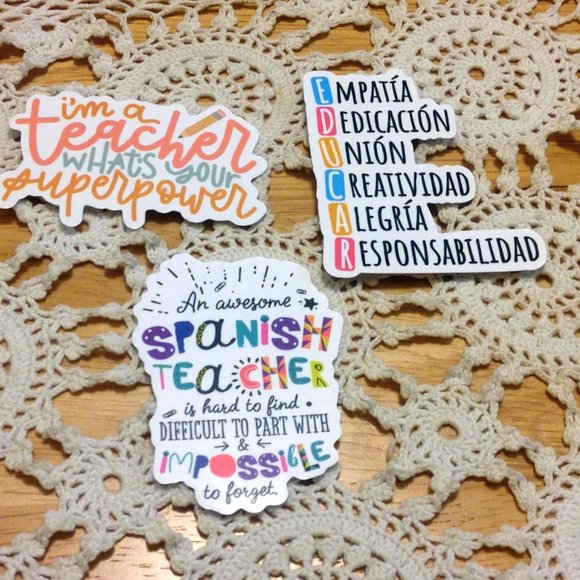 i'm a
teacher
whats your
superpower
EMPATÍA
DEDICACIÓN
UNIÓN
CREATIVIDAD
ALEGRÍA
RESPONSABILIDAD
An awesome
SPANISH
TEACHER
is hard to find
DIFFICULT TO PART WITH
&
IMPOSSIBLE
to forget.